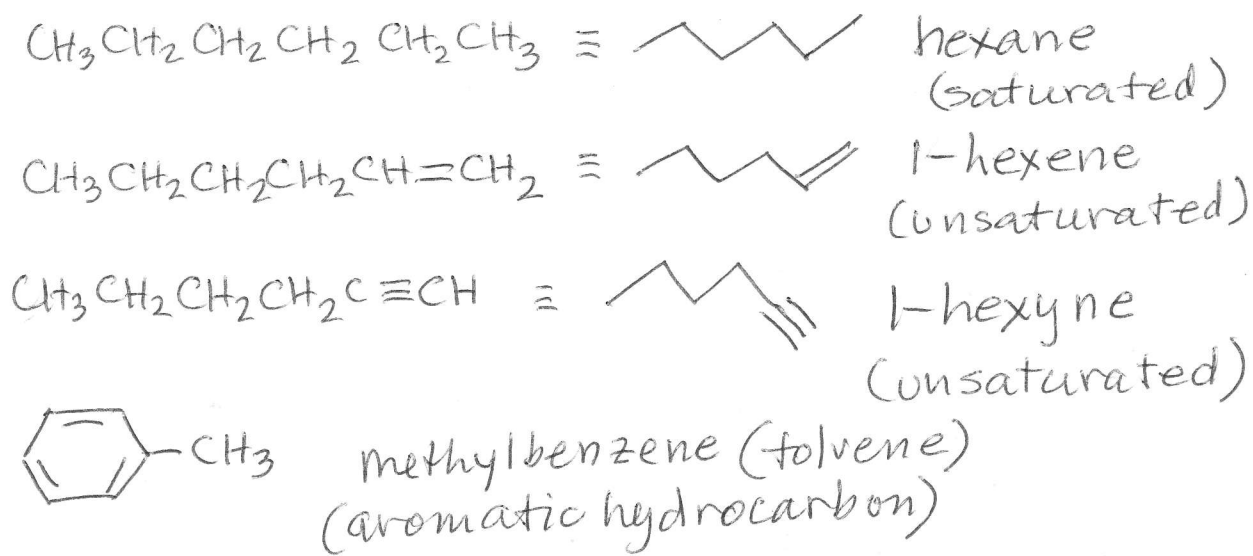 CH₃CH₂CH₂CH₂CH₂CH₃ ≡ hexane
(saturated)
CH₃CH₂CH₂CH₂CH=CH₂ ≡ 1-hexene
(unsaturated)
CH₃CH₂CH₂CH₂C≡CH ≡ 1-hexyne
(unsaturated)
-CH₃ methylbenzene (toluene)
(aromatic hydrocarbon)